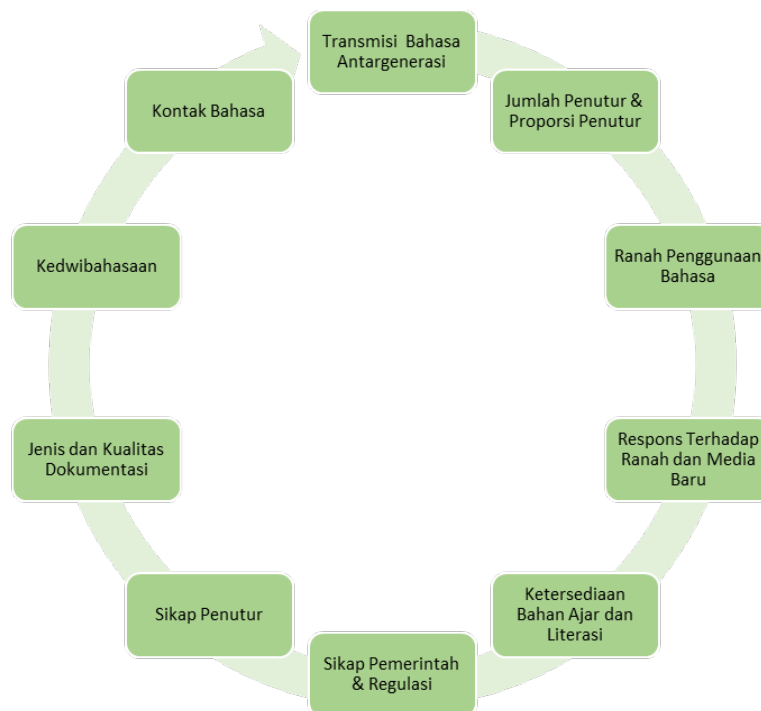 Transmisi Bahasa
Antargenerasi
Jumlah Penutur &
Proporsi Penutur
Ranah Penggunaan
Bahasa
Respons Terhadap
Ranah dan Media
Baru
Ketersediaan
Bahan Ajar dan
Literasi
Sikap Pemerintah
& Regulasi
Sikap Penutur
Jenis dan Kualitas
Dokumentasi
Kedwibahasaan
Kontak Bahasa